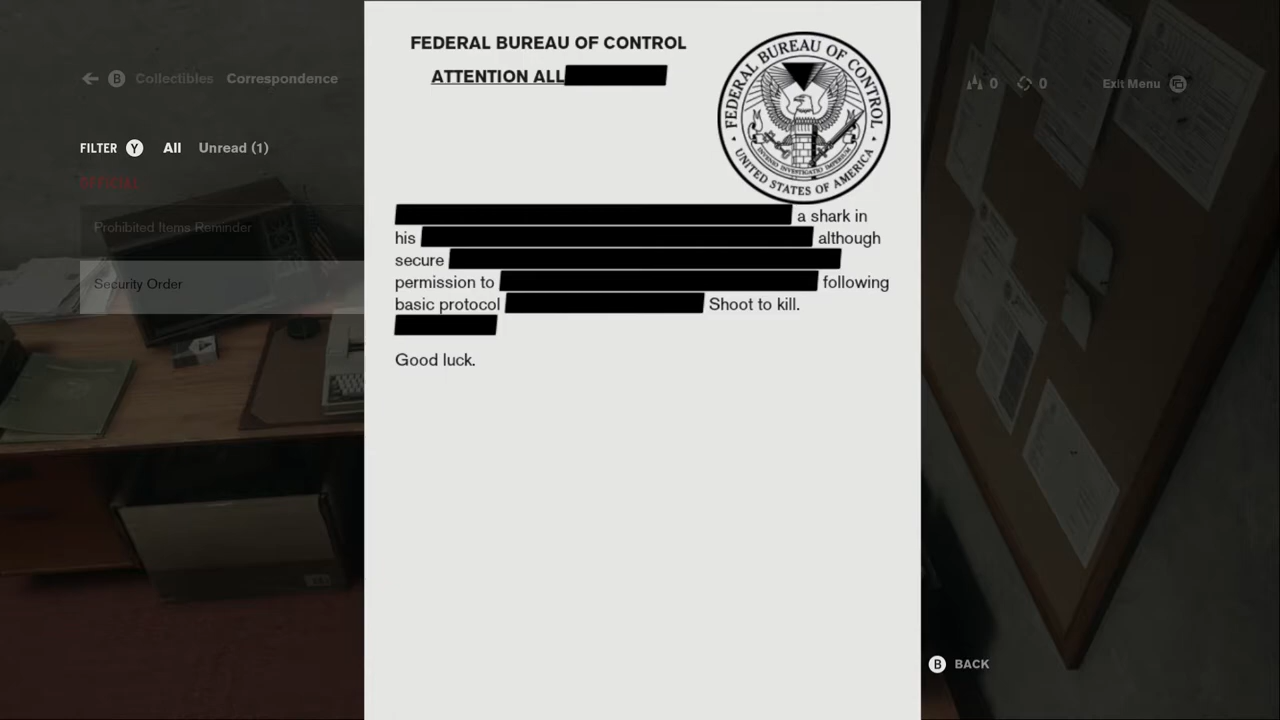 FEDERAL BUREAU OF CONTROL
ATTENTION ALL
FEDERAL BUREAU OF CONTROL
UNITED STATES OF AMERICA
Collectibles Correspondence
B
0 0
Exit Menu
FILTER Y All Unread (1)
OFFICIAL
Prohibited Items Reminder
Security Order
a shark in
his although
secure
permission to following
basic protocol Shoot to kill.
Good luck.
B BACK